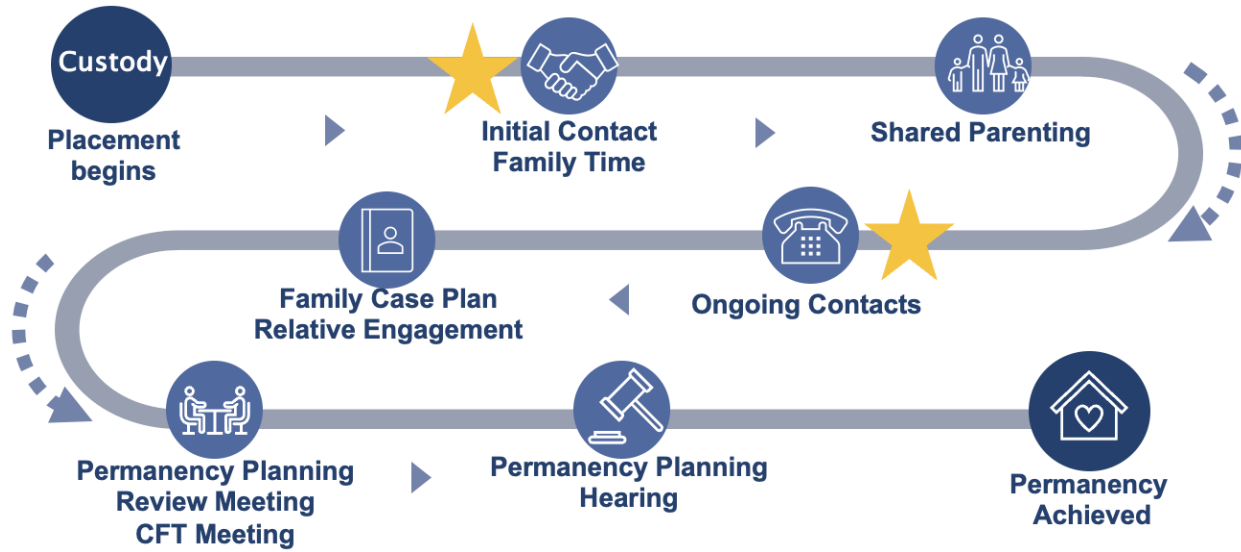 Custody
Placement
begins
Initial Contact
Family Time
Shared Parenting
Ongoing Contacts
Family Case Plan
Relative Engagement
Permanency Planning
Review Meeting
CFT Meeting
Permanency Planning
Hearing
Permanency
Achieved